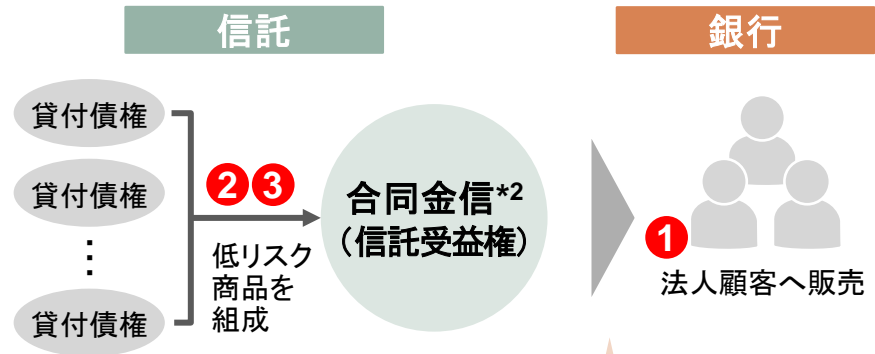 信託
銀行
貸付債権
貸付債権
⋮
貸付債権
❷❸
低リスク
商品を
組成
合同金信*2
（信託受益権）
❶
法人顧客へ販売